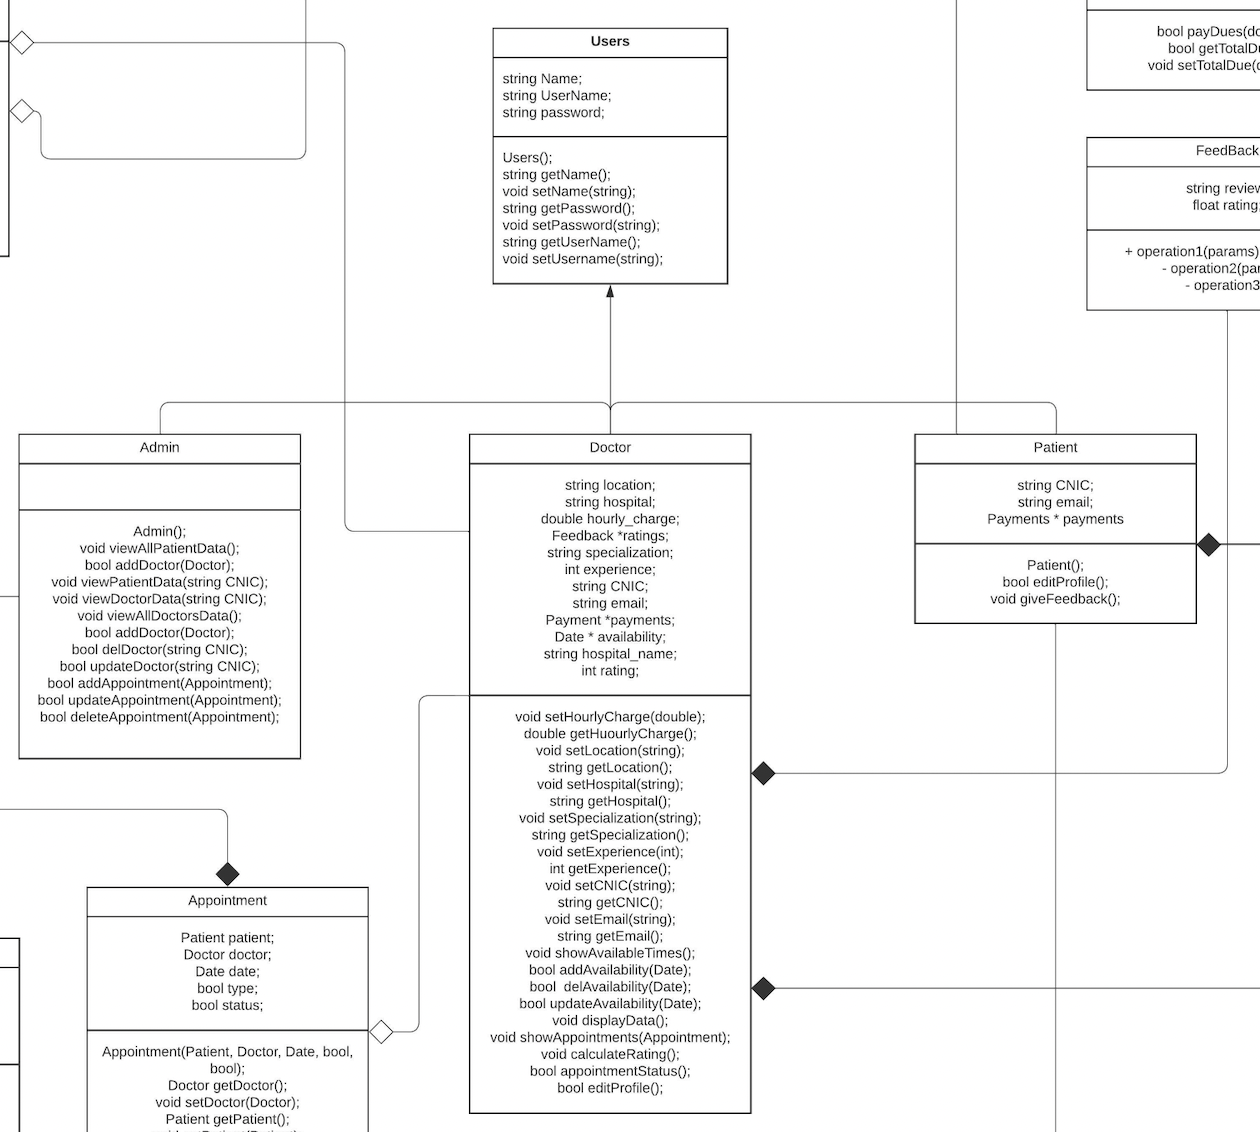 Users
string Name;
string UserName;
string password;
Users();
string getName();
void setName(string);
string getPassword();
void setPassword(string);
string getUserName();
void setUsername(string);
bool payDues(do
bool getTotalDu
void setTotalDue(
FeedBack
string review
float rating;
+ operation1(params)
- operation2(par
- operation3
Admin
Admin();
void viewAllPatientData();
bool addDoctor(Doctor);
void viewPatientData(string CNIC);
void viewDoctorData(string CNIC);
void viewAllDoctorsData();
bool addDoctor(Doctor);
bool delDoctor(string CNIC);
bool updateDoctor(string CNIC);
bool addAppointment(Appointment);
bool updateAppointment(Appointment);
bool deleteAppointment(Appointment);
Doctor
string location;
string hospital;
double hourly_charge;
Feedback *ratings;
string specialization;
int experience;
string CNIC;
string email;
Payment *payments;
Date * availability;
string hospital_name;
int rating;
void setHourlyCharge(double);
double getHuourlyCharge();
void setLocation(string);
string getLocation();
void setHospital(string);
string getHospital();
void setSpecialization(string);
string getSpecialization();
void setExperience(int);
int getExperience();
void setCNIC(string);
string getCNIC();
void setEmail(string);
string getEmail();
void showAvailableTimes();
bool addAvailability(Date);
bool  delAvailability(Date);
bool updateAvailability(Date);
void displayData();
void showAppointments(Appointment);
void calculateRating();
bool appointmentStatus();
bool editProfile();
Patient
string CNIC;
string email;
Payments * payments
Patient();
bool editProfile();
void giveFeedback();
Appointment
Patient patient;
Doctor doctor;
Date date;
bool type;
bool status;
Appointment(Patient, Doctor, Date, bool,
bool);
Doctor getDoctor();
void setDoctor(Doctor);
Patient getPatient();